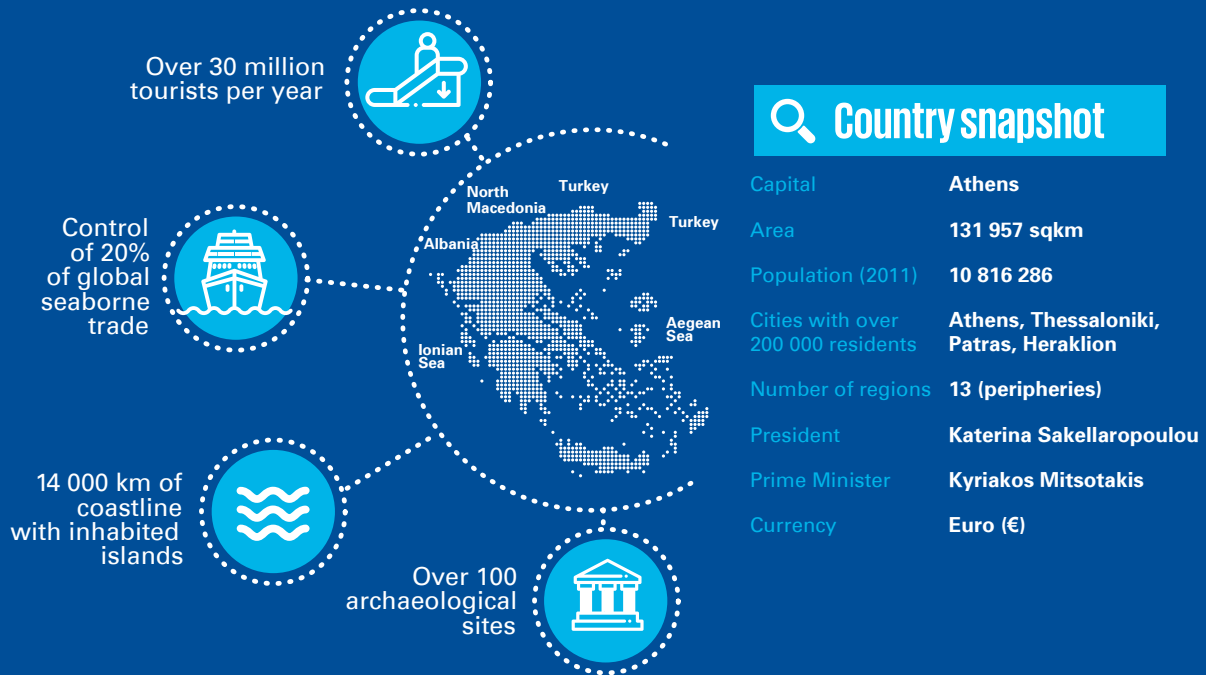 Over 30 million
tourists per year
Control
of 20%
of global
seaborne
trade
14 000 km of
coastline
with inhabited
islands
Over 100
archaeological
sites
North
Macedonia
Turkey
Turkey
Albania
Aegean
Sea
Ionian
Sea
Country snapshot
Capital Athens
Area 131 957 sqkm
Population (2011) 10 816 286
Cities with over Athens, Thessaloniki,
200 000 residents Patras, Heraklion
Number of regions 13 (peripheries)
President Katerina Sakellaropoulou
Prime Minister Kyriakos Mitsotakis
Currency Euro (€)